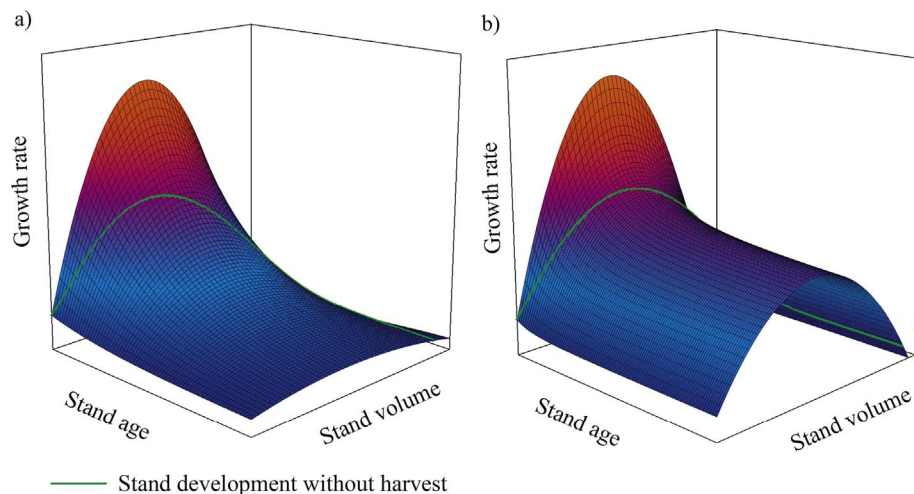 a)
Growth rate
Stand age
Stand volume
b)
Growth rate
Stand age
Stand volume
Stand development without harvest